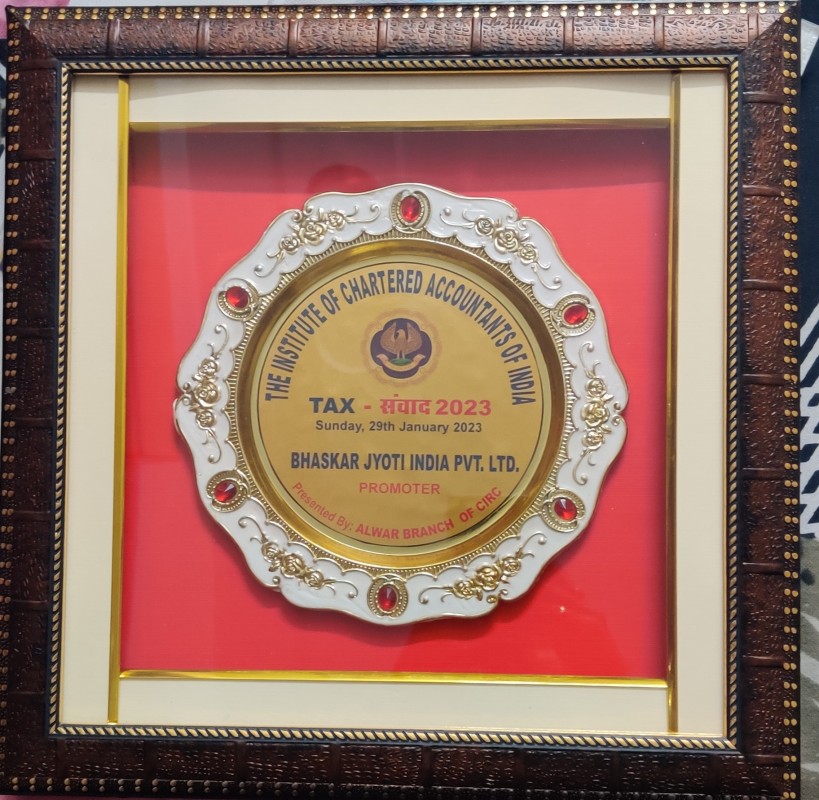 THE INSTITUTE OF CHARTERED ACCOUNTANTS OF INDIA
TAX - संवाद 2023
Sunday, 29th January 2023
BHASKAR JYOTI INDIA PVT. LTD.
PROMOTER
Presented By: ALWAR BRANCH OF CIRC